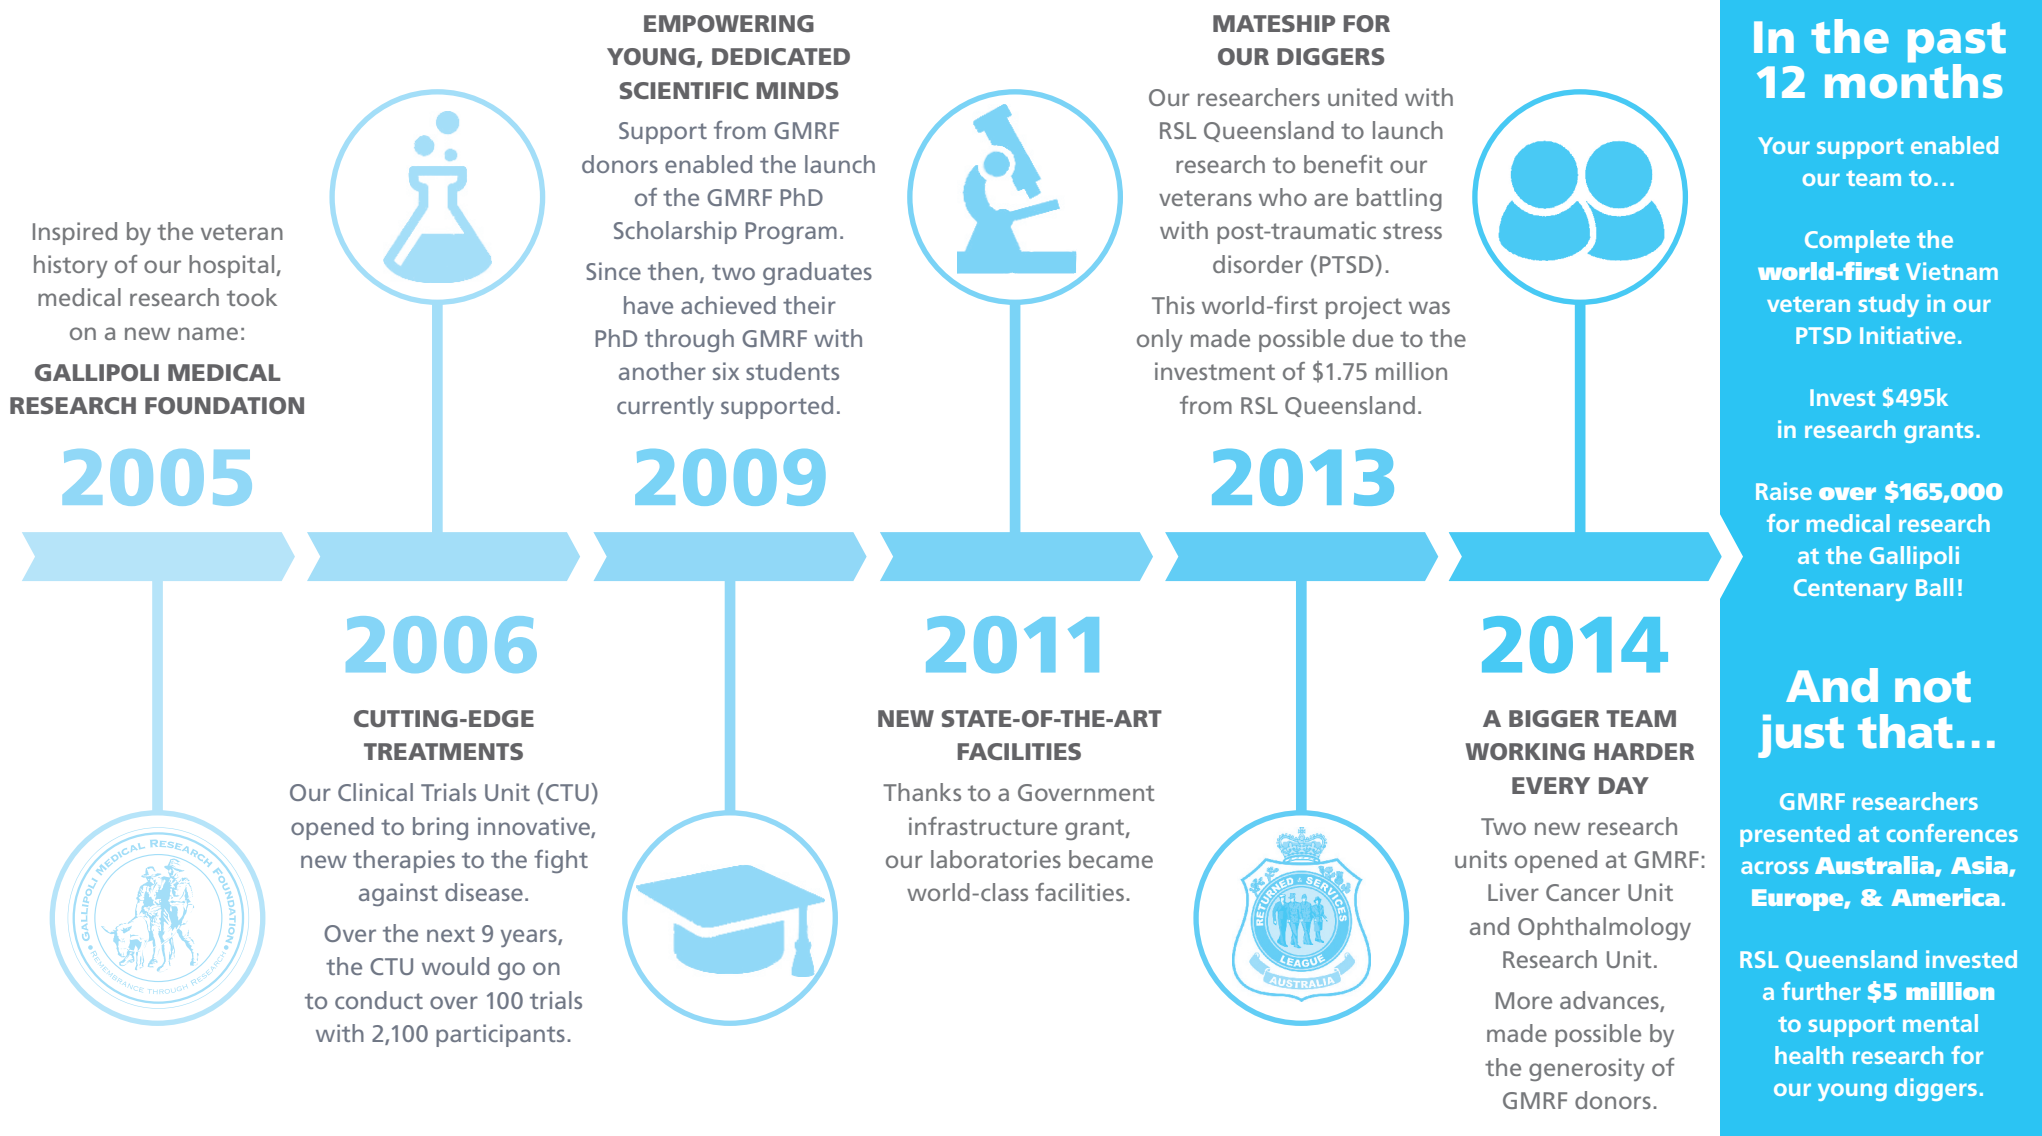 Inspired by the veteran
history of our hospital,
medical research took
on a new name:
GALLIPOLI MEDICAL
RESEARCH FOUNDATION
2005
GALLIPOLI MEDICAL RESEARCH FOUNDATION
REMEMBRANCE THROUGH RESEARCH
2006
CUTTING-EDGE
TREATMENTS
Our Clinical Trials Unit (CTU)
opened to bring innovative,
new therapies to the fight
against disease.
Over the next 9 years,
the CTU would go on
to conduct over 100 trials
with 2,100 participants.
EMPOWERING
YOUNG, DEDICATED
SCIENTIFIC MINDS
Support from GMRF
donors enabled the launch
of the GMRF PhD
Scholarship Program.
Since then, two graduates
have achieved their
PhD through GMRF with
another six students
currently supported.
2009
2011
NEW STATE-OF-THE-ART
FACILITIES
Thanks to a Government
infrastructure grant,
our laboratories became
world-class facilities.
MATESHIP FOR
OUR DIGGERS
Our researchers united with
RSL Queensland to launch
research to benefit our
veterans who are battling
with post-traumatic stress
disorder (PTSD).
This world-first project was
only made possible due to the
investment of $1.75 million
from RSL Queensland.
2013
RETURNED & SERVICES
LEAGUE
AUSTRALIA
2014
A BIGGER TEAM
WORKING HARDER
EVERY DAY
Two new research
units opened at GMRF:
Liver Cancer Unit
and Ophthalmology
Research Unit.
More advances,
made possible by
the generosity of
GMRF donors.
In the past
12 months
Your support enabled
our team to…
Complete the
world-first Vietnam
veteran study in our
PTSD Initiative.
Invest $495k
in research grants.
Raise over $165,000
for medical research
at the Gallipoli
Centenary Ball!
And not
just that…
GMRF researchers
presented at conferences
across Australia, Asia,
Europe, & America.
RSL Queensland invested
a further $5 million
to support mental
health research for
our young diggers.